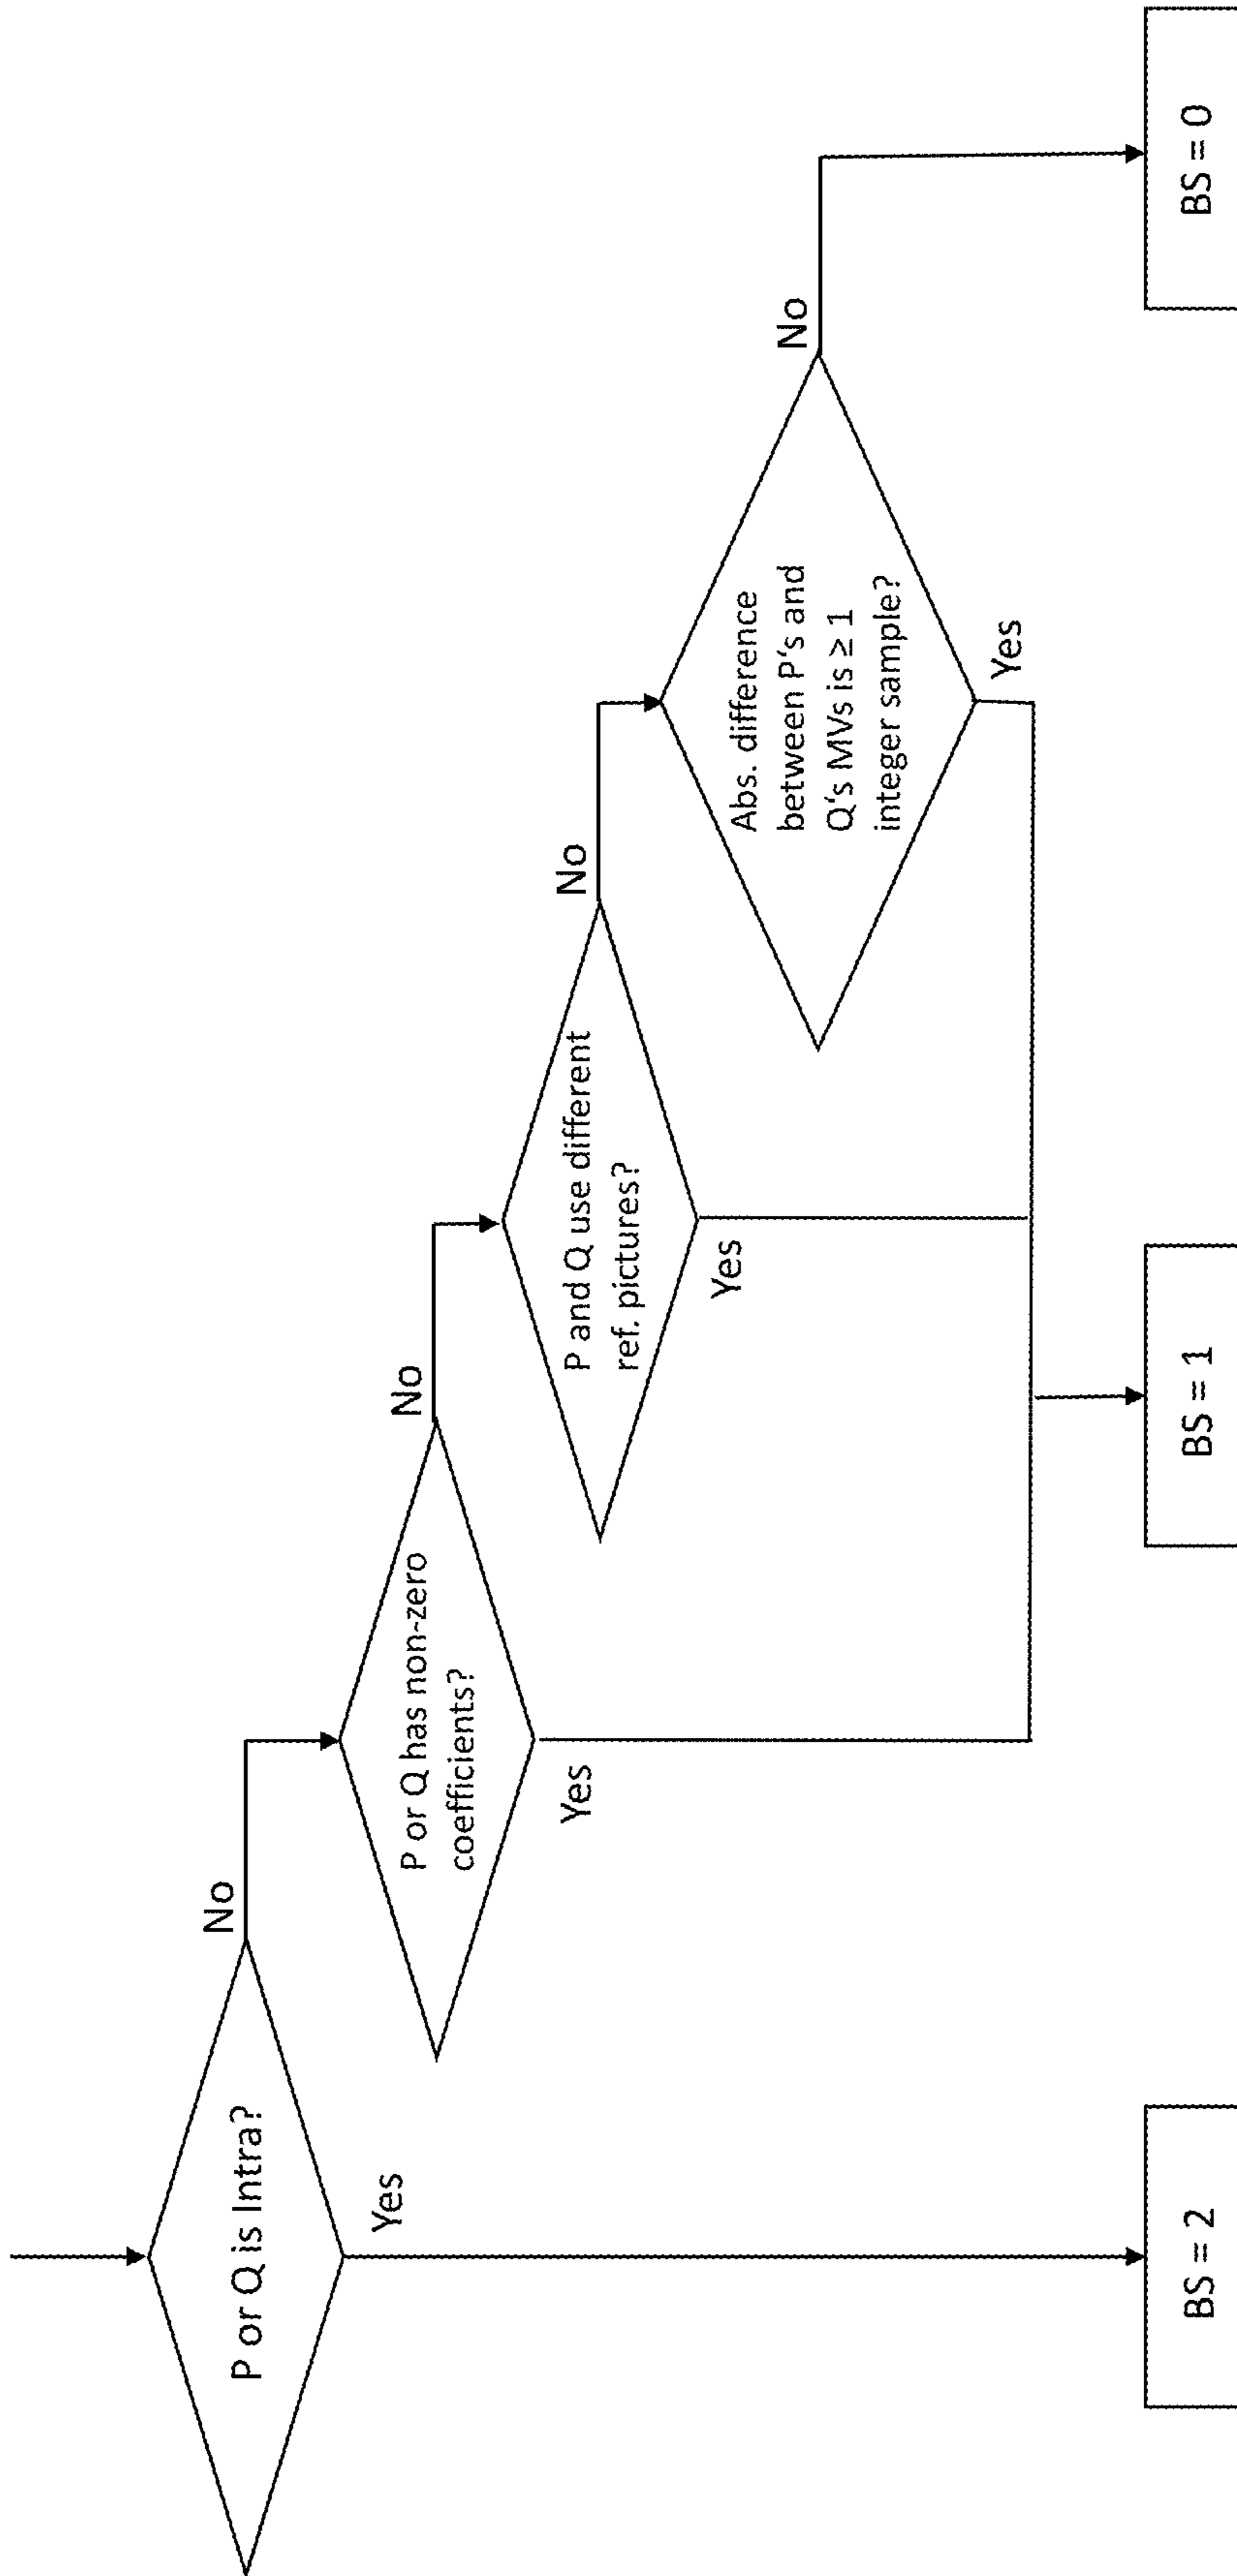 P or Q is Intra?
No
Yes
P or Q has non-zero
coefficients?
No
Yes
P and Q use different
ref. pictures?
No
Yes
Abs. difference
between P‘s and
Q‘s MVs is ≥ 1
integer sample?
No
Yes
BS = 2
BS = 1
BS = 0